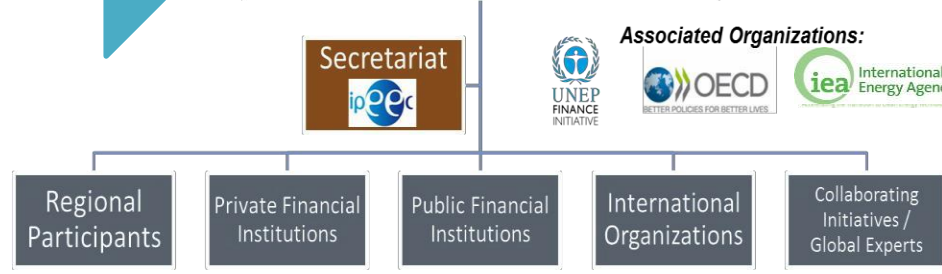 Associated Organizations:
Secretariat
ipeec
UNEP
FINANCE
INITIATIVE
OECD
BETTER POLICIES FOR BETTER LIVES
iea
International
Energy Agen
Regional
Participants
Private Financial
Institutions
Public Financial
Institutions
International
Organizations
Collaborating
Initiatives /
Global Experts